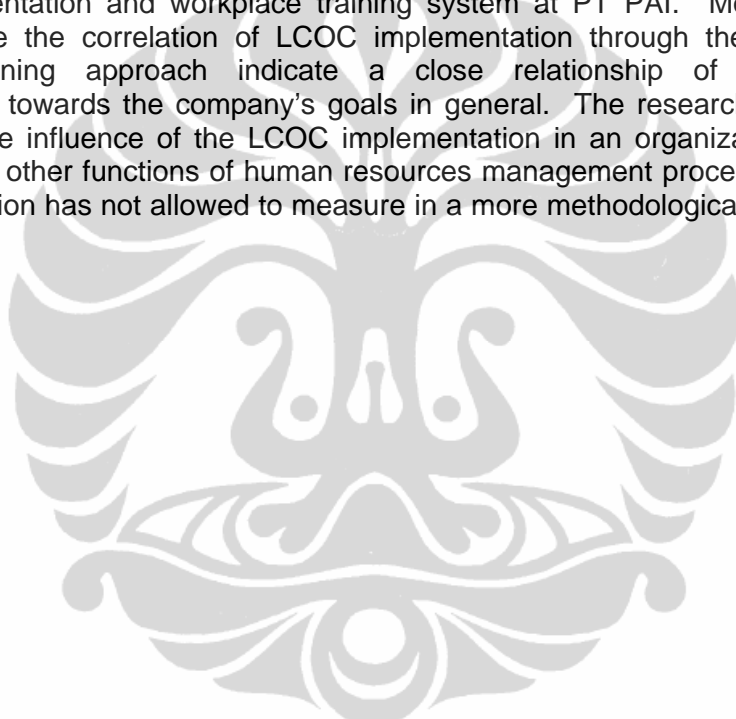 entation and workplace training system at PT PAI. Mo
e the correlation of LCOC implementation through the
ning approach indicate a close relationship of
towards the company's goals in general. The research
e influence of the LCOC implementation in an organiza
other functions of human resources management proce
ion has not allowed to measure in a more methodological